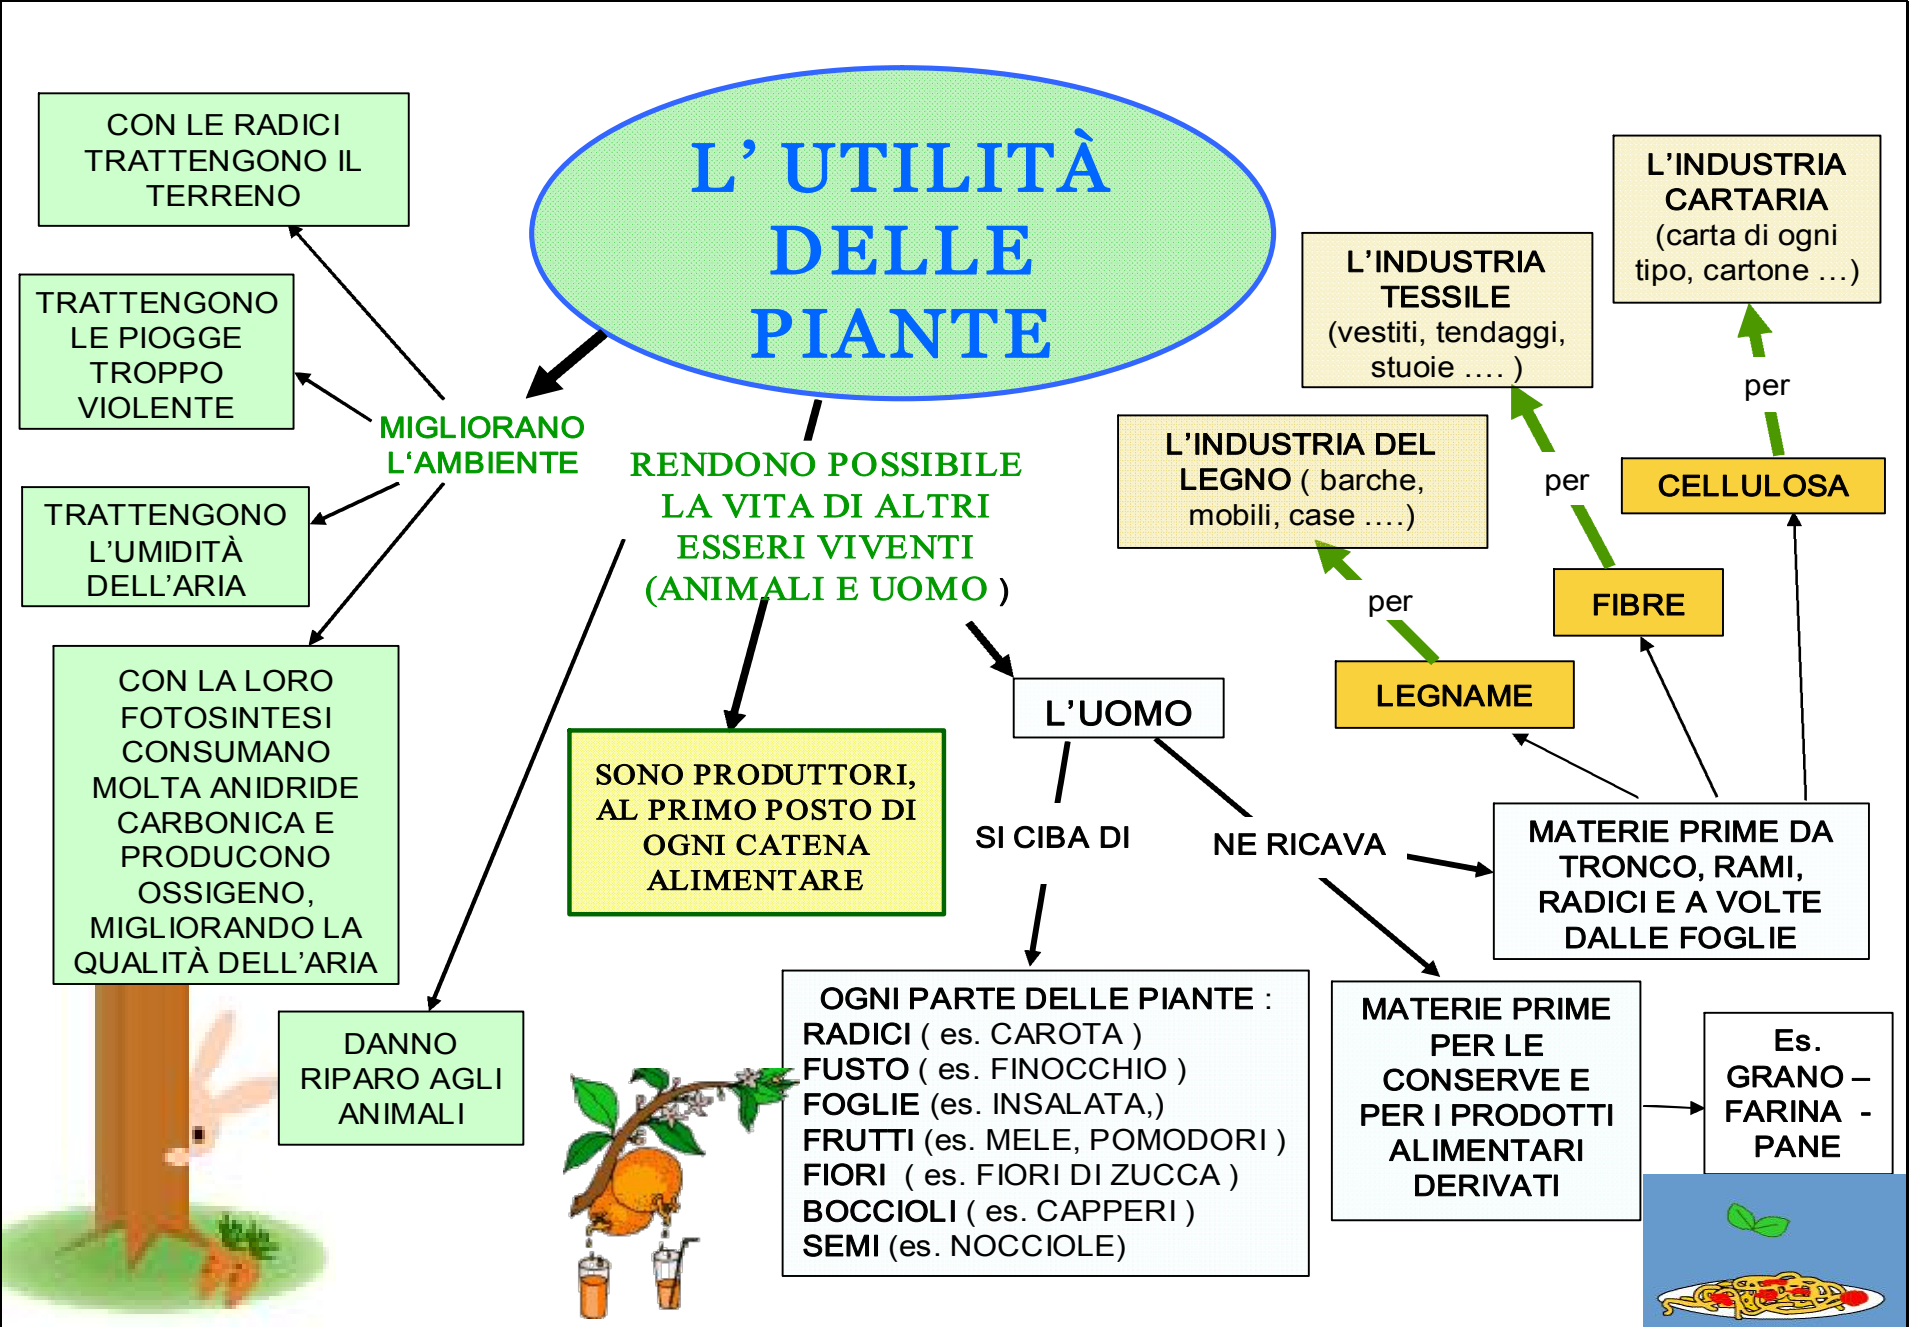 L’ UTILITÀ
DELLE
PIANTE
CON LE RADICI
TRATTENGONO IL
TERRENO
TRATTENGONO
LE PIOGGE
TROPPO
VIOLENTE
MIGLIORANO
L‘AMBIENTE
TRATTENGONO
L’UMIDITÀ
DELL’ARIA
CON LA LORO
FOTOSINTESI
CONSUMANO
MOLTA ANIDRIDE
CARBONICA E
PRODUCONO
OSSIGENO,
MIGLIORANDO LA
QUALITÀ DELL’ARIA
RENDONO POSSIBILE
LA VITA DI ALTRI
ESSERI VIVENTI
(ANIMALI E UOMO )
DANNO
RIPARO AGLI
ANIMALI
SONO PRODUTTORI,
AL PRIMO POSTO DI
OGNI CATENA
ALIMENTARE
L’UOMO
SI CIBA DI
OGNI PARTE DELLE PIANTE :
RADICI ( es. CAROTA )
FUSTO ( es. FINOCCHIO )
FOGLIE (es. INSALATA,)
FRUTTI (es. MELE, POMODORI )
FIORI ( es. FIORI DI ZUCCA )
BOCCIOLI ( es. CAPPERI )
SEMI (es. NOCCIOLE)
NE RICAVA
MATERIE PRIME
PER LE
CONSERVE E
PER I PRODOTTI
ALIMENTARI
DERIVATI
Es.
GRANO –
FARINA -
PANE
MATERIE PRIME DA
TRONCO, RAMI,
RADICI E A VOLTE
DALLE FOGLIE
LEGNAME
per
L’INDUSTRIA DEL
LEGNO ( barche,
mobili, case ….)
FIBRE
per
L’INDUSTRIA
TESSILE
(vestiti, tendaggi,
stuoie …. )
CELLULOSA
per
L’INDUSTRIA
CARTARIA
(carta di ogni
tipo, cartone …)